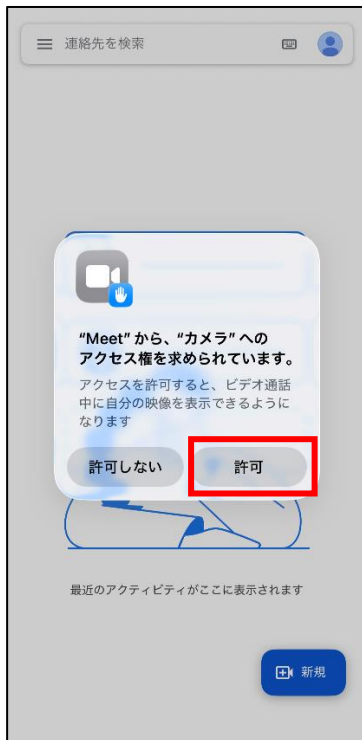 連絡先を検索
“Meet” から、“カメラ” への
アクセス権を求められています。
アクセスを許可すると、ビデオ通話
中に自分の映像を表示できるように
なります
許可しない
許可
最近のアクティビティがここに表示されます
新規